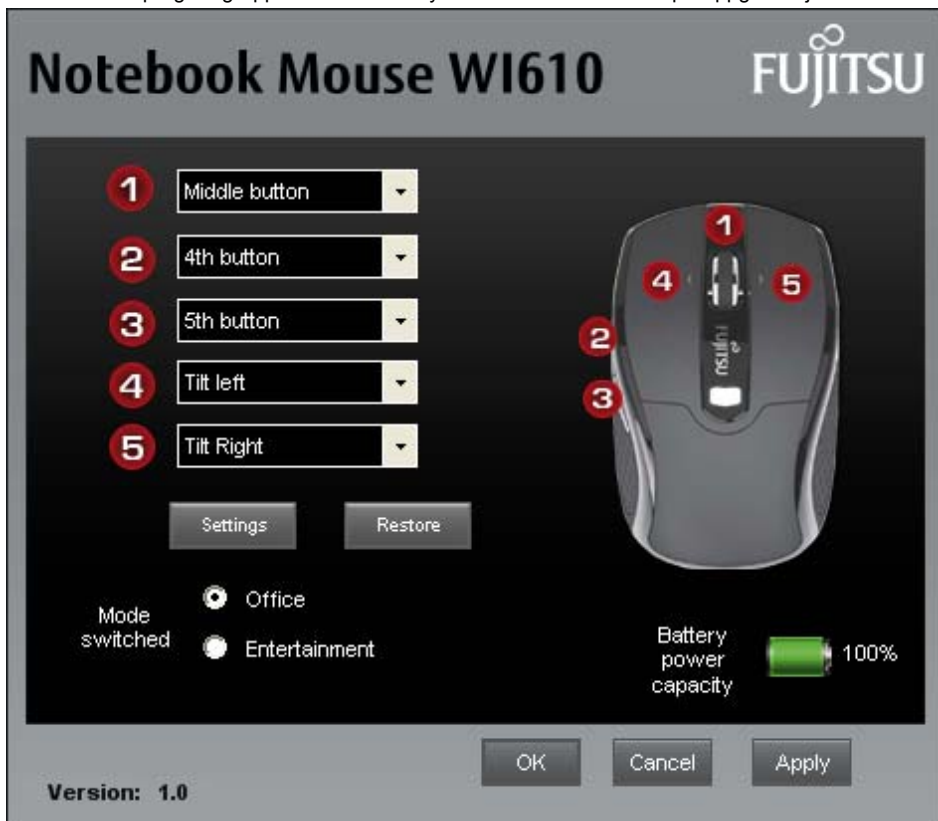 Notebook Mouse WI610
FUJITSU
1 Middle button
2 4th button
3 5th button
4 Tilt left
5 Tilt Right
Settings Restore
Mode switched
Office
Entertainment
1
4 5
2
FUJITSU
3
Battery
power
capacity
100%
OK Cancel Apply
Version: 1.0